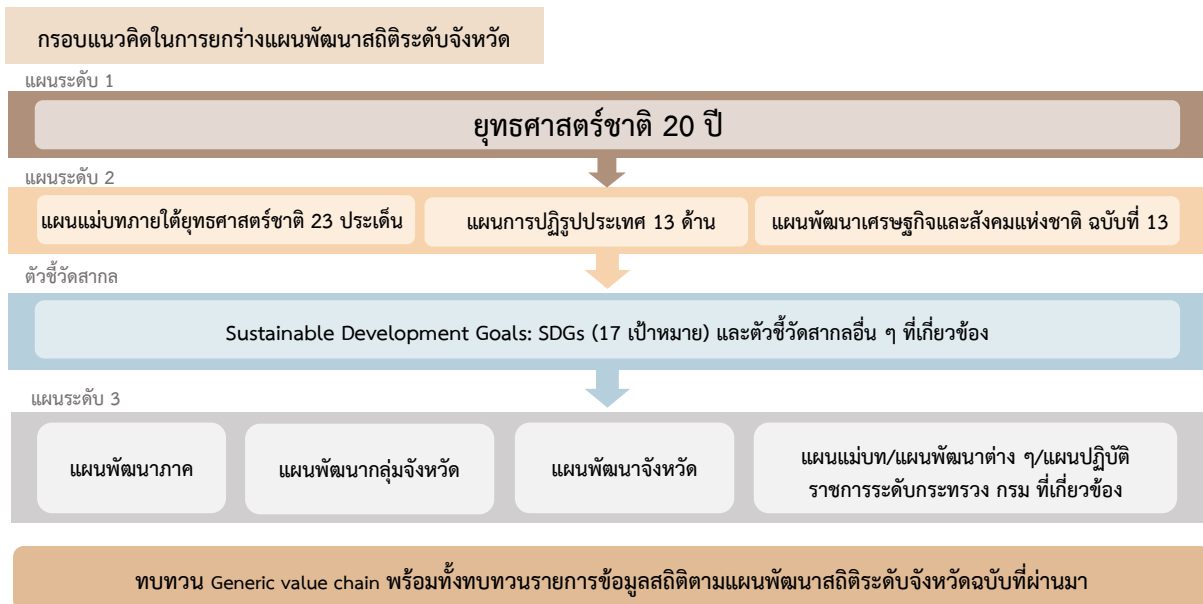 กรอบแนวคิดในการยกร่างแผนพัฒนาสถิติระดับจังหวัด
แผนระดับ 1
ยุทธศาสตร์ชาติ 20 ปี
แผนระดับ 2
แผนแม่บทภายใต้ยุทธศาสตร์ชาติ 23 ประเด็น
แผนการปฏิรูปประเทศ 13 ด้าน
แผนพัฒนาเศรษฐกิจและสังคมแห่งชาติ ฉบับที่ 13
ตัวชี้วัดสากล
Sustainable Development Goals: SDGs (17 เป้าหมาย) และตัวชี้วัดสากลอื่น ๆ ที่เกี่ยวข้อง
แผนระดับ 3
แผนพัฒนาภาค
แผนพัฒนากลุ่มจังหวัด
แผนพัฒนาจังหวัด
แผนแม่บท/แผนพัฒนาต่าง ๆ/แผนปฏิบัติ
ราชการระดับกระทรวง กรม ที่เกี่ยวข้อง
ทบทวน Generic value chain พร้อมทั้งทบทวนรายการข้อมูลสถิติตามแผนพัฒนาสถิติระดับจังหวัดฉบับที่ผ่านมา